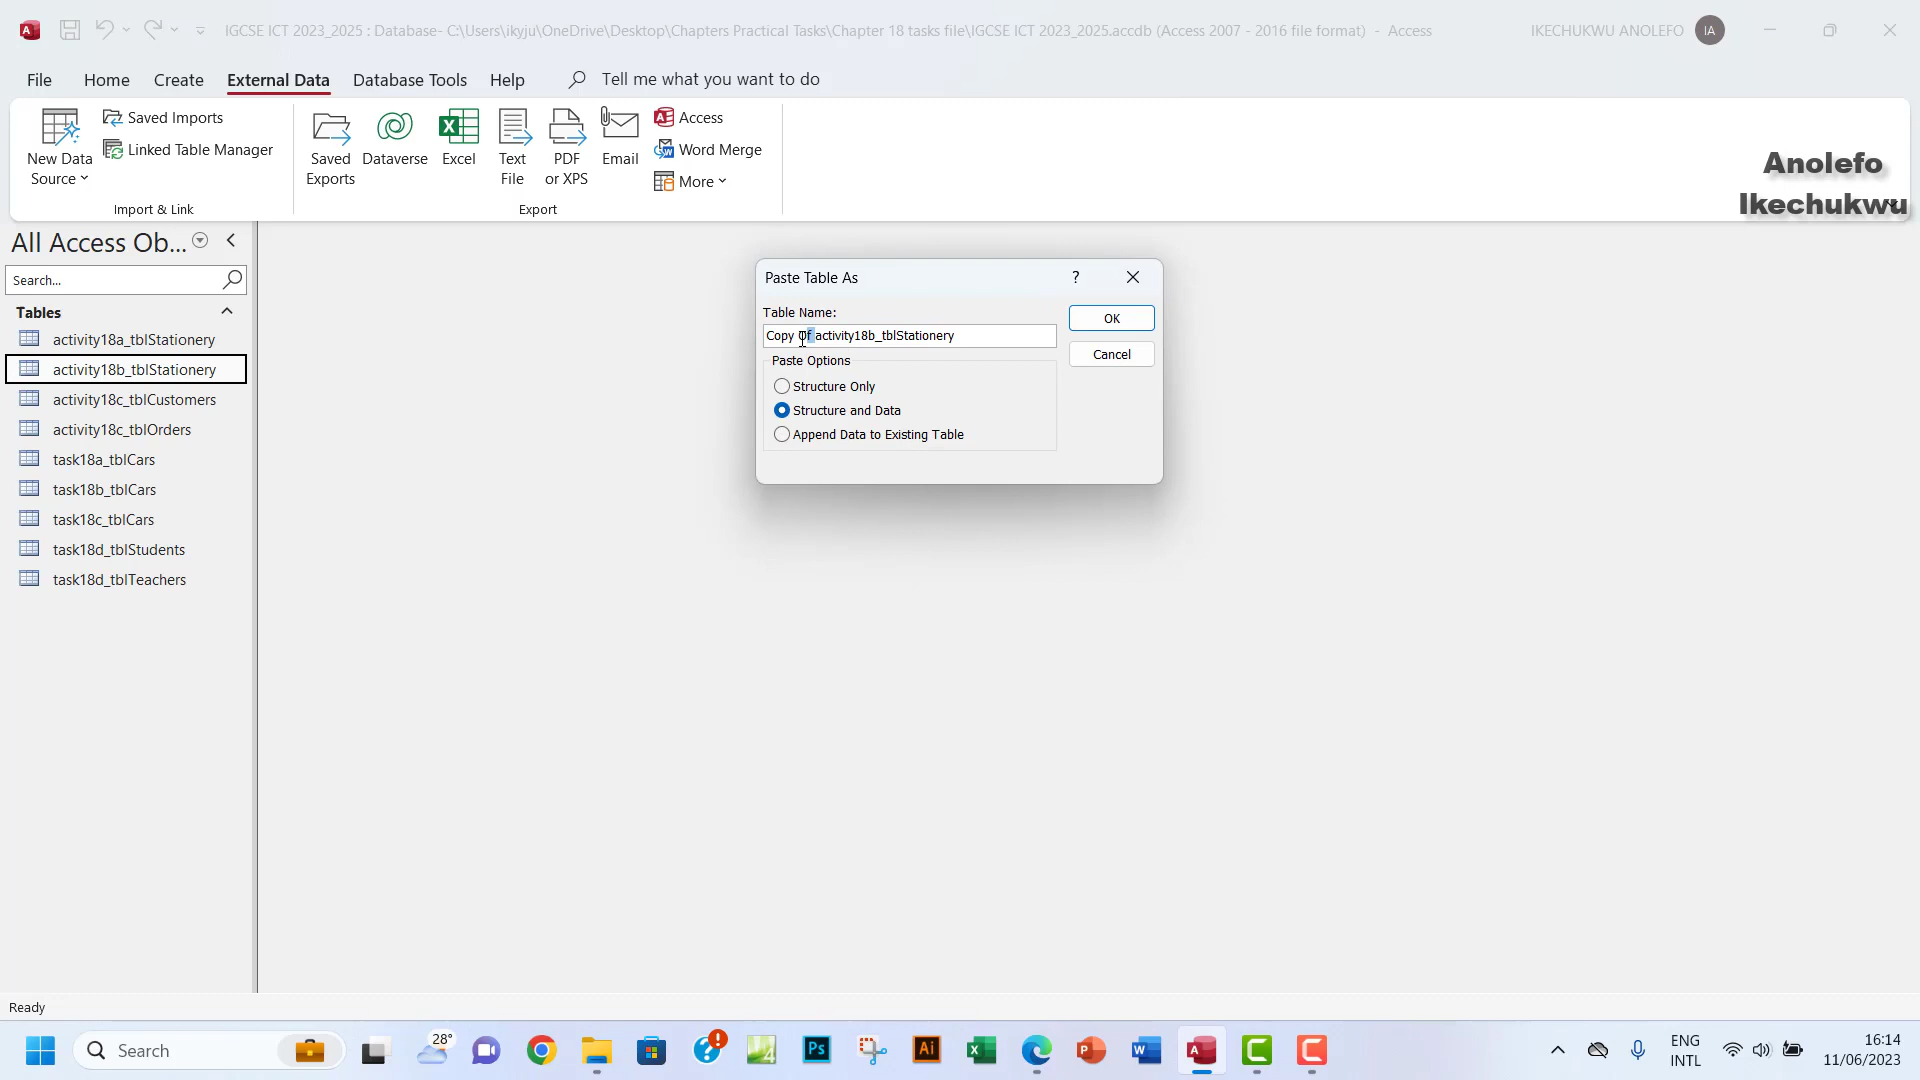 IGCSE ICT 2023_2025 : Database- C:\Users\ikyju\OneDrive\Desktop\Chapters Practical Tasks\Chapter 18 tasks file\IGCSE ICT 2023_2025.accdb (Access 2007 - 2016 file format) - Access
IKECHUKWU ANOLEFO
IA
File
Home
Create
External Data
Database Tools
Help
Tell me what you want to do
New Data Source
Saved Imports
Linked Table Manager
Import & Link
Saved Exports
Dataverse
Excel
Text File
PDF or XPS
Email
Access
Word Merge
More
Export
Anolefo
Ikechukwu
All Access Ob...
Search...
Tables
activity18a_tblStationery
activity18b_tblStationery
activity18c_tblCustomers
activity18c_tblOrders
task18a_tblCars
task18b_tblCars
task18c_tblCars
task18d_tblStudents
task18d_tblTeachers
Paste Table As
?
Table Name:
Copy Of activity18b_tblStationery
Paste Options
Structure Only
Structure and Data
Append Data to Existing Table
OK
Cancel
Ready
Search
28°
ENG
INTL
16:14
11/06/2023